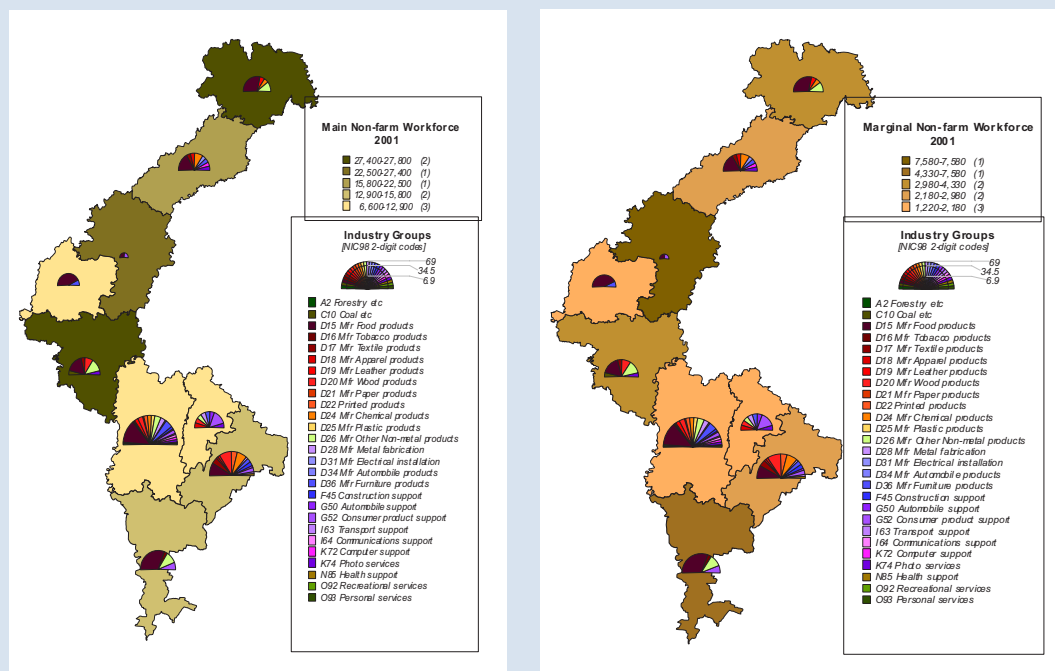 Main Non-farm Workforce
2001
27,400-27,800 (2)
22,500-27,400 (1)
15,800-22,500 (1)
12,900-15,800 (2)
6,600-12,900 (3)
Industry Groups
[NIC98 2-digit codes]
69
34.5
6.9
A2 Forestry etc
C10 Coal etc
D15 Mfr Food products
D16 Mfr Tobacco products
D17 Mfr Textile products
D18 Mfr Apparel products
D19 Mfr Leather products
D20 Mfr Wood products
D21 Mfr Paper products
D22 Printed products
D24 Mfr Chemical products
D25 Mfr Plastic products
D26 Mfr Other Non-metal products
D28 Mfr Metal fabrication
D31 Mfr Electrical installation
D34 Mfr Automobile products
D36 Mfr Furniture products
F45 Construction support
G50 Automobile support
G52 Consumer product support
I63 Transport support
I64 Communications support
K72 Computer support
K74 Photo services
N85 Health support
O92 Recreational services
O93 Personal services
Marginal Non-farm Workforce
2001
7,580-7,580 (1)
4,330-7,580 (1)
2,980-4,330 (2)
2,180-2,980 (2)
1,220-2,180 (3)
Industry Groups
[NIC98 2-digit codes]
69
34.5
6.9
A2 Forestry etc
C10 Coal etc
D15 Mfr Food products
D16 Mfr Tobacco products
D17 Mfr Textile products
D18 Mfr Apparel products
D19 Mfr Leather products
D20 Mfr Wood products
D21 Mfr Paper products
D22 Printed products
D24 Mfr Chemical products
D25 Mfr Plastic products
D26 Mfr Other Non-metal products
D28 Mfr Metal fabrication
D31 Mfr Electrical installation
D34 Mfr Automobile products
D36 Mfr Furniture products
F45 Construction support
G50 Automobile support
G52 Consumer product support
I63 Transport support
I64 Communications support
K72 Computer support
K74 Photo services
N85 Health support
O92 Recreational services
O93 Personal services